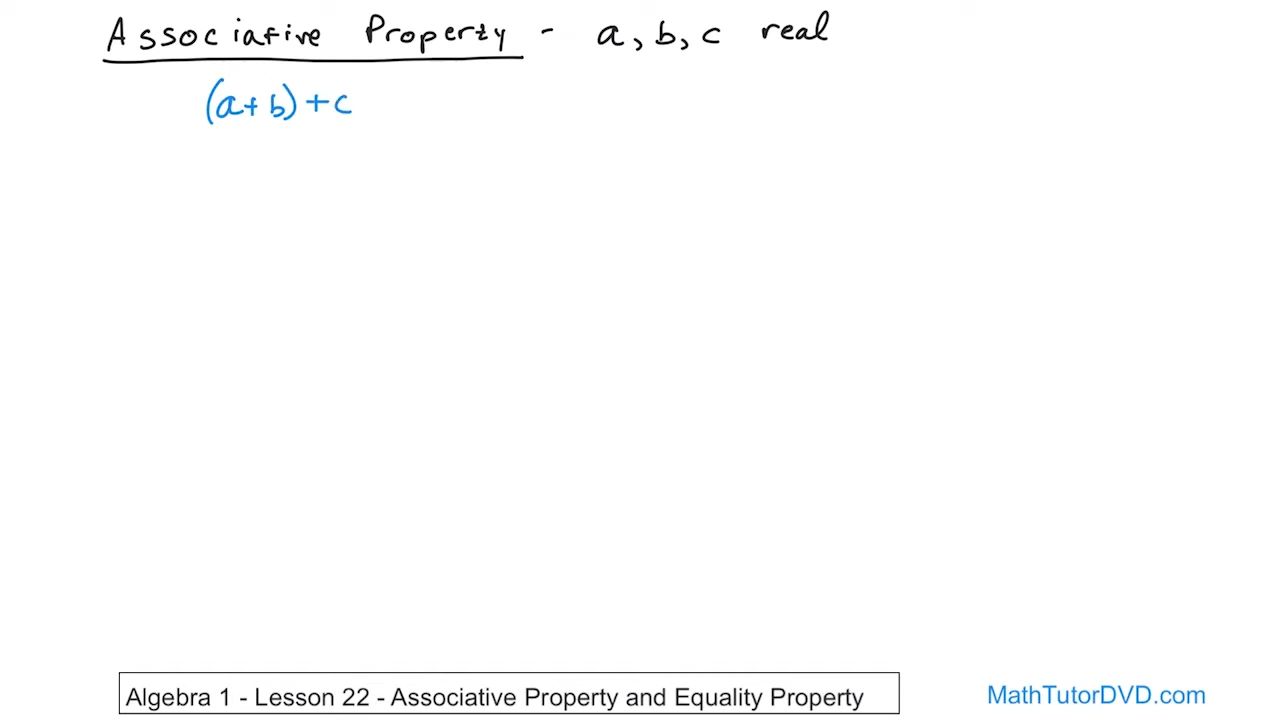 Associative Property - a, b, c real
(a+b)+c
Algebra 1 - Lesson 22 - Associative Property and Equality Property
MathTutorDVD.com